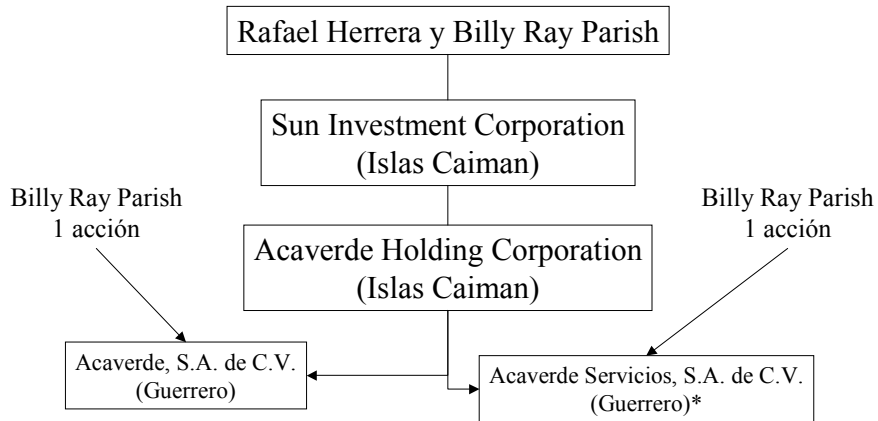 Rafael Herrera y Billy Ray Parish
Sun Investment Corporation
(Islas Caiman)
Billy Ray Parish
1 acción
Billy Ray Parish
1 acción
Acaverde Holding Corporation
(Islas Caiman)
Acaverde, S.A. de C.V.
(Guerrero)
Acaverde Servicios, S.A. de C.V.
(Guerrero)*